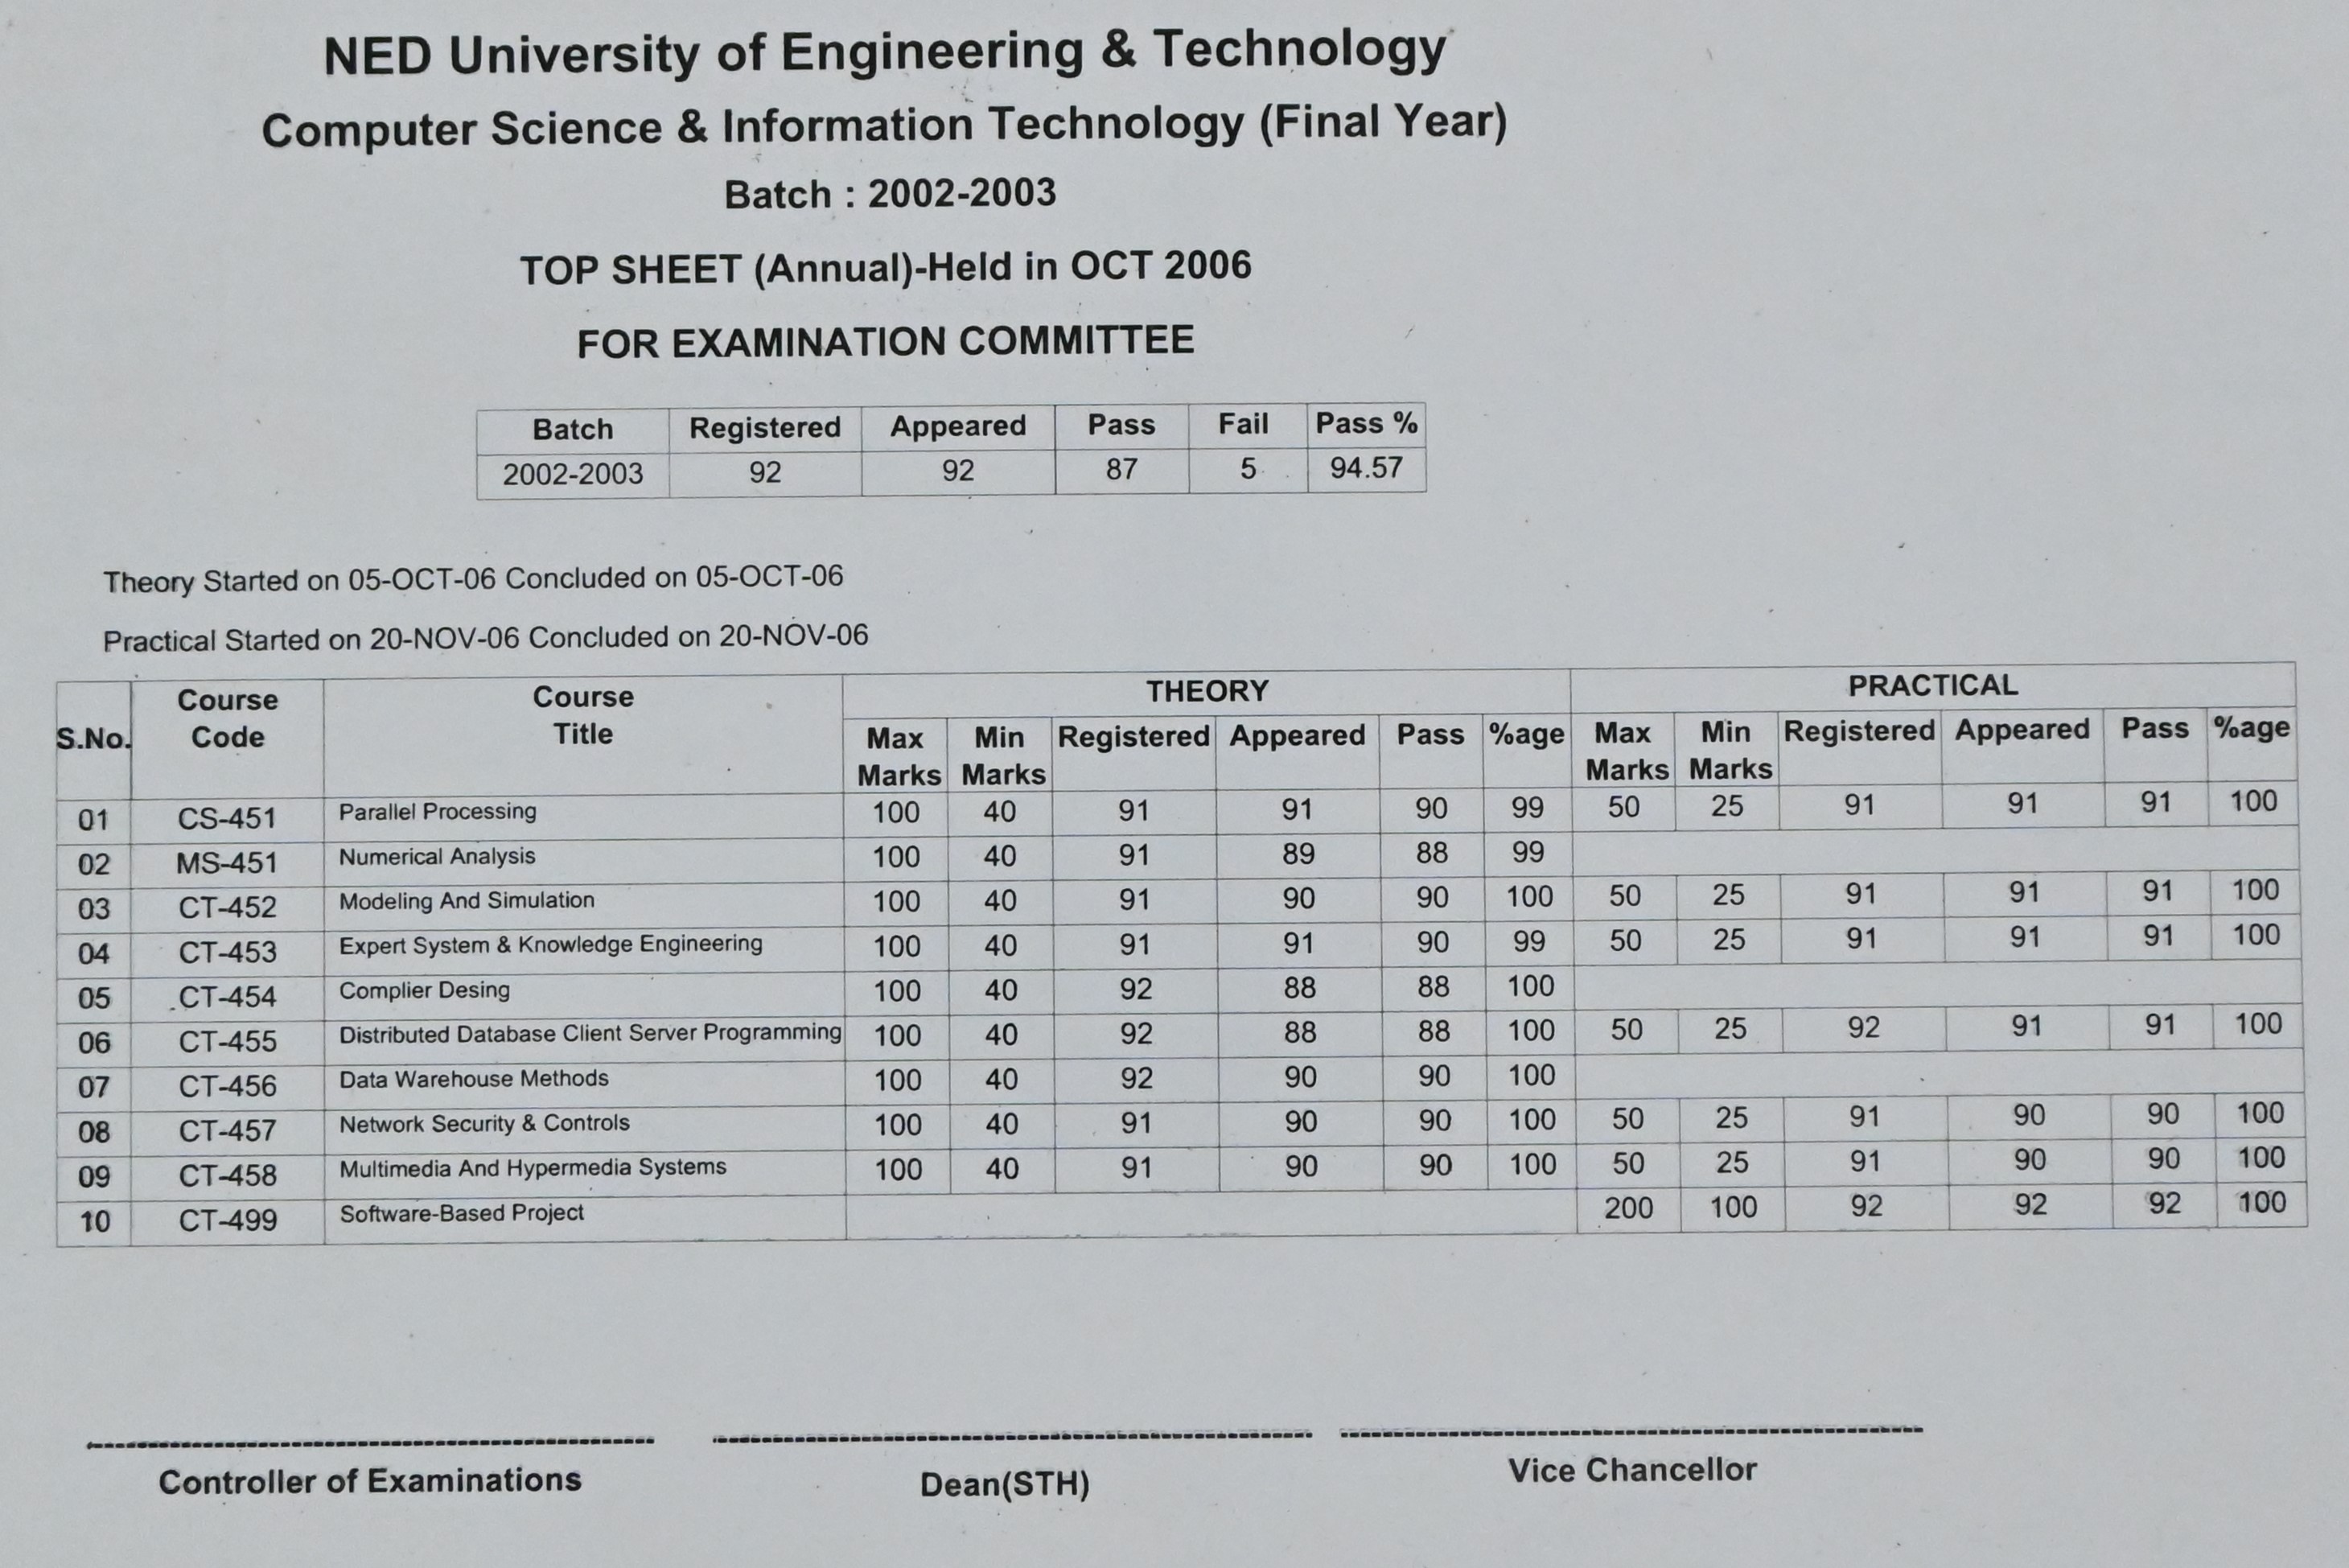 NED University of Engineering & Technology
Computer Science & Information Technology (Final Year)
Batch : 2002-2003
TOP SHEET (Annual)-Held in OCT 2006
FOR EXAMINATION COMMITTEE
Batch Registered Appeared Pass Fail Pass %
2002-2003 92 92 87 5 94.57
Theory Started on 05-OCT-06 Concluded on 05-OCT-06
Practical Started on 20-NOV-06 Concluded on 20-NOV-06
S.No. Course Code Course Title THEORY PRACTICAL
Max Marks Min Marks Registered Appeared Pass %age Max Marks Min Marks Registered Appeared Pass %age
01 CS-451 Parallel Processing 100 40 91 91 90 99 50 25 91 91 91 100
02 MS-451 Numerical Analysis 100 40 91 89 88 99
03 CT-452 Modeling And Simulation 100 40 91 90 90 100 50 25 91 91 91 100
04 CT-453 Expert System & Knowledge Engineering 100 40 91 91 90 99 50 25 91 91 91 100
05 CT-454 Complier Desing 100 40 92 88 88 100
06 CT-455 Distributed Database Client Server Programming 100 40 92 88 88 100 50 25 92 91 91 100
07 CT-456 Data Warehouse Methods 100 40 92 90 90 100
08 CT-457 Network Security & Controls 100 40 91 90 90 100 50 25 91 90 90 100
09 CT-458 Multimedia And Hypermedia Systems 100 40 91 90 90 100 50 25 91 90 90 100
10 CT-499 Software-Based Project 200 100 92 92 92 100
Controller of Examinations Dean(STH) Vice Chancellor